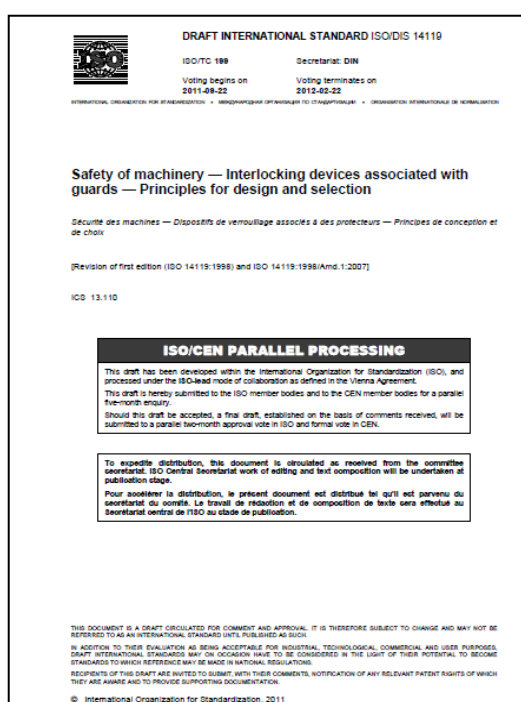 DRAFT INTERNATIONAL STANDARD ISO/DIS 14119
ISO
ISO/TC 199 Secretariat: DIN
Voting begins on Voting terminates on
2011-09-22 2012-02-22
INTERNATIONAL ORGANIZATION FOR STANDARDIZATION • МЕЖДУНАРОДНАЯ ОРГАНИЗАЦИЯ ПО СТАНДАРТИЗАЦИИ • ORGANISATION INTERNATIONALE DE NORMALISATION
Safety of machinery — Interlocking devices associated with
guards — Principles for design and selection
Sécurité des machines — Dispositifs de verrouillage associés à des protecteurs — Principes de conception et
de choix
[Revision of first edition (ISO 14119:1998) and ISO 14119:1998/Amd.1:2007]
ICS 13.110
ISO/CEN PARALLEL PROCESSING
This draft has been developed within the International Organization for Standardization (ISO), and
processed under the ISO-lead mode of collaboration as defined in the Vienna Agreement.
This draft is hereby submitted to the ISO member bodies and to the CEN member bodies for a parallel
five-month enquiry.
Should this draft be accepted, a final draft, established on the basis of comments received, will be
submitted to a parallel two-month approval vote in ISO and formal vote in CEN.
To expedite distribution, this document is circulated as received from the committee
secretariat. ISO Central Secretariat work of editing and text composition will be undertaken at
publication stage.
Pour accélérer la distribution, le présent document est distribué tel qu'il est parvenu du
secrétariat du comité. Le travail de rédaction et de composition de texte sera effectué au
Secrétariat central de l'ISO au stade de publication.
THIS DOCUMENT IS A DRAFT CIRCULATED FOR COMMENT AND APPROVAL. IT IS THEREFORE SUBJECT TO CHANGE AND MAY NOT BE
REFERRED TO AS AN INTERNATIONAL STANDARD UNTIL PUBLISHED AS SUCH.
IN ADDITION TO THEIR EVALUATION AS BEING ACCEPTABLE FOR INDUSTRIAL, TECHNOLOGICAL, COMMERCIAL AND USER PURPOSES,
DRAFT INTERNATIONAL STANDARDS MAY ON OCCASION HAVE TO BE CONSIDERED IN THE LIGHT OF THEIR POTENTIAL TO BECOME
STANDARDS TO WHICH REFERENCE MAY BE MADE IN NATIONAL REGULATIONS.
RECIPIENTS OF THIS DRAFT ARE INVITED TO SUBMIT, WITH THEIR COMMENTS, NOTIFICATION OF ANY RELEVANT PATENT RIGHTS OF WHICH
THEY ARE AWARE AND TO PROVIDE SUPPORTING DOCUMENTATION.
© International Organization for Standardization, 2011